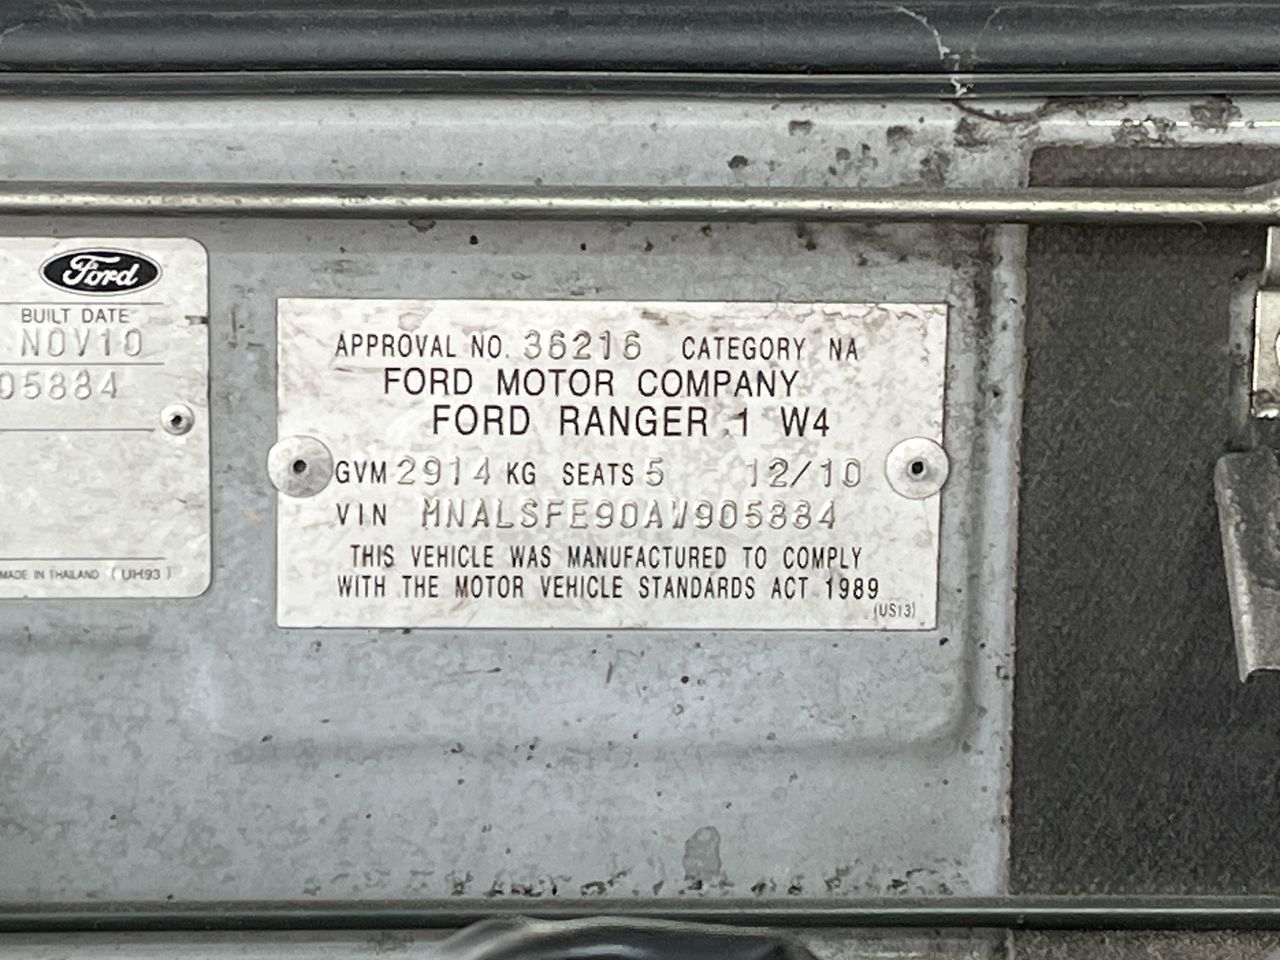 Ford
BUILT DATE
NOV10
05884
MADE IN THAILAND (UH93)
APPROVAL NO. 36216 CATEGORY NA
FORD MOTOR COMPANY
FORD RANGER 1 W4
GVM 2914 KG SEATS 5 12/10
VIN MNALSFE90AW905884
THIS VEHICLE WAS MANUFACTURED TO COMPLY
WITH THE MOTOR VEHICLE STANDARDS ACT 1989
(US13)